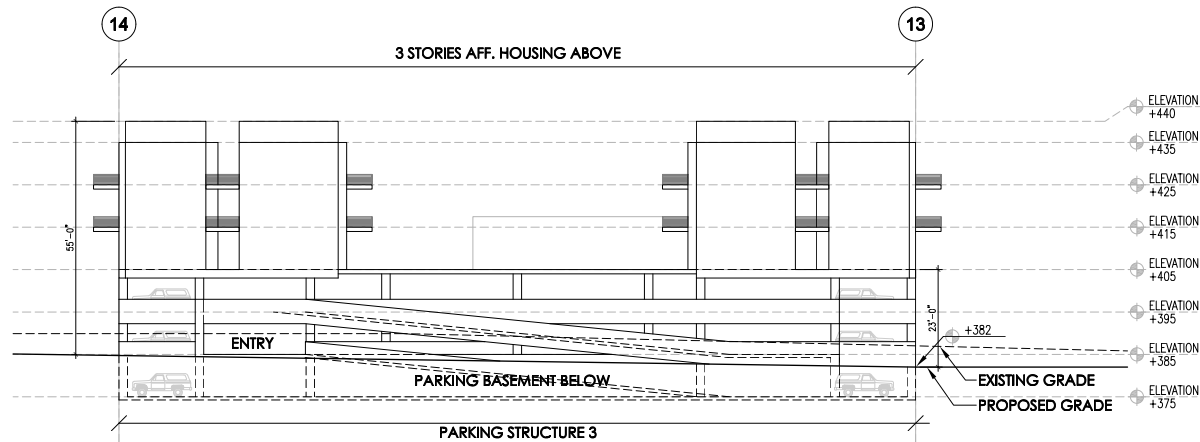 14
13
3 STORIES AFF. HOUSING ABOVE
ELEVATION
+440
ELEVATION
+435
ELEVATION
+425
ELEVATION
+415
55'-0"
ELEVATION
+405
ELEVATION
+395
23'-0"
+382
ENTRY
ELEVATION
+385
PARKING BASEMENT BELOW
EXISTING GRADE
ELEVATION
+375
PROPOSED GRADE
PARKING STRUCTURE 3